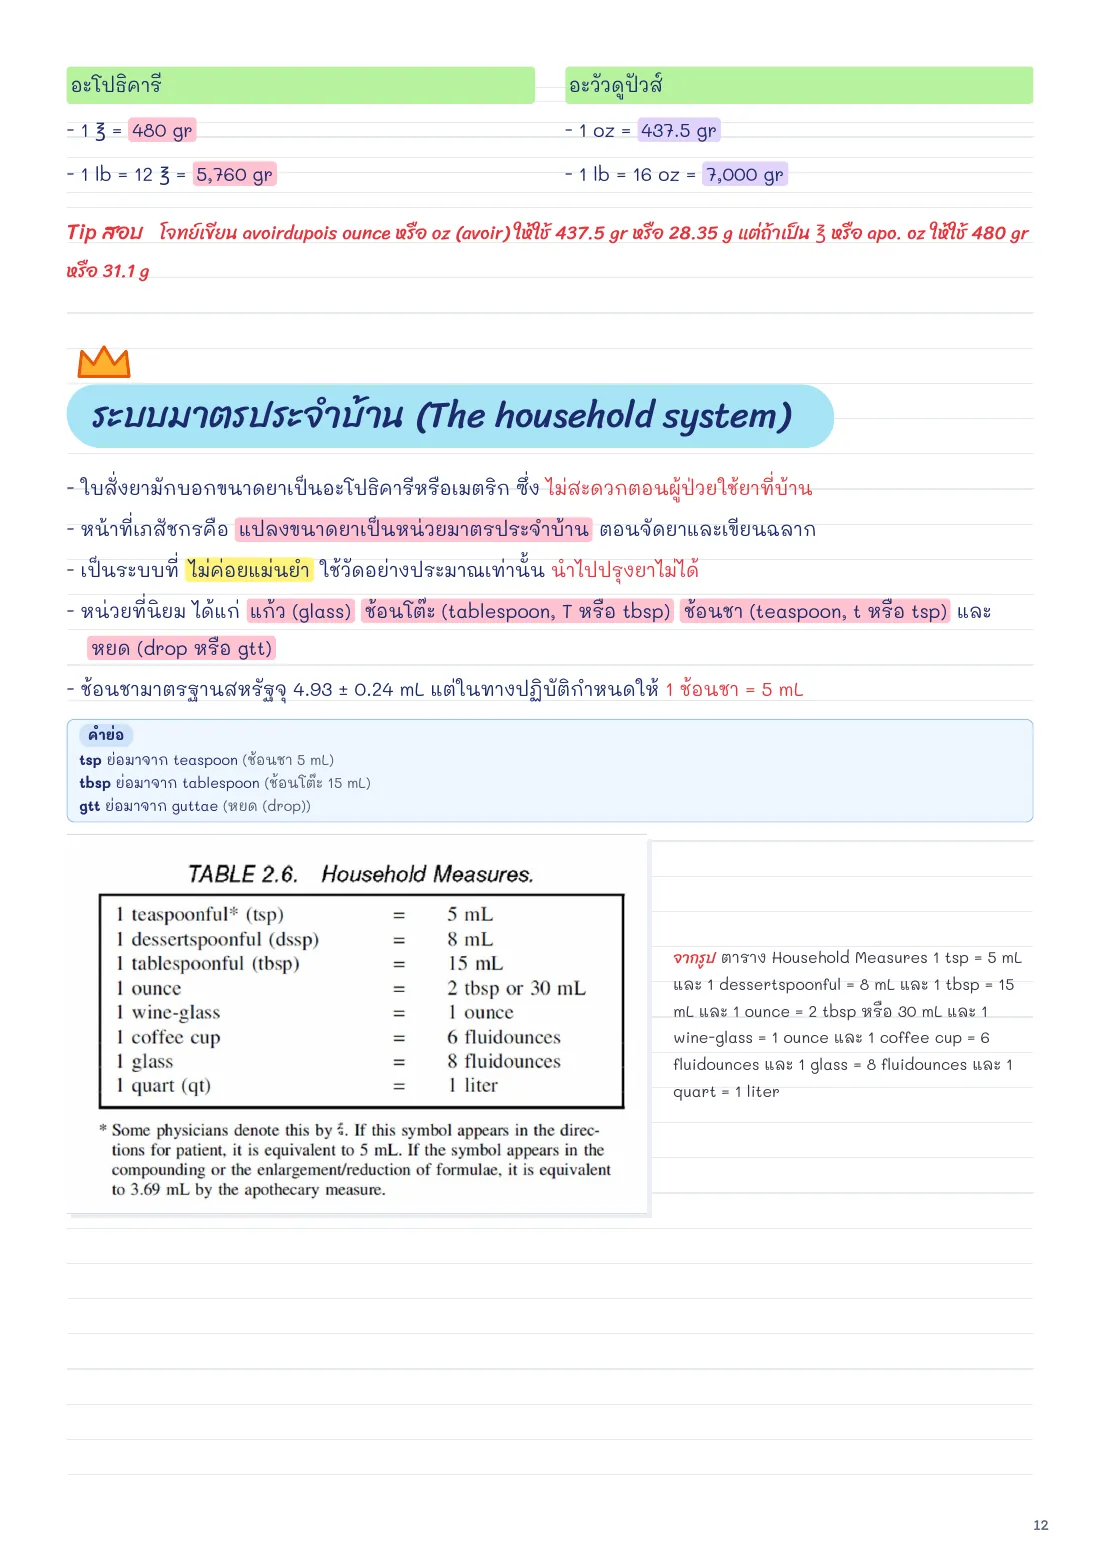 อะโปธิคารี
- 1 ℥ = 480 gr
- 1 lb = 12 ℥ = 5,760 gr
อะวัวดูปัวส์
- 1 oz = 437.5 gr
- 1 lb = 16 oz = 7,000 gr
Tip สอบ โจทย์เขียน avoirdupois ounce หรือ oz (avoir) ให้ใช้ 437.5 gr หรือ 28.35 g แต่ถ้าเป็น ℥ หรือ apo. oz ให้ใช้ 480 gr
หรือ 31.1 g
ระบบมาตรประจำบ้าน (The household system)
- ใบสั่งยามักบอกขนาดยาเป็นอะโปธิคารีหรือเมตริก ซึ่ง ไม่สะดวกตอนผู้ป่วยใช้ยาที่บ้าน
- หน้าที่เภสัชกรคือ แปลงขนาดยาเป็นหน่วยมาตรประจำบ้าน ตอนจัดยาและเขียนฉลาก
- เป็นระบบที่ ไม่ค่อยแม่นยำ ใช้วัดอย่างประมาณเท่านั้น นำไปปรุงยาไม่ได้
- หน่วยที่นิยม ได้แก่ แก้ว (glass) ช้อนโต๊ะ (tablespoon, T หรือ tbsp) ช้อนชา (teaspoon, t หรือ tsp) และ
หยด (drop หรือ gtt)
- ช้อนชามาตรฐานสหรัฐจุ 4.93 ± 0.24 mL แต่ในทางปฏิบัติกำหนดให้ 1 ช้อนชา = 5 mL
คำย่อ
tsp ย่อมาจาก teaspoon (ช้อนชา 5 mL)
tbsp ย่อมาจาก tablespoon (ช้อนโต๊ะ 15 mL)
gtt ย่อมาจาก guttae (หยด (drop))
TABLE 2.6. Household Measures.
1 teaspoonful* (tsp) = 5 mL
1 dessertspoonful (dssp) = 8 mL
1 tablespoonful (tbsp) = 15 mL
1 ounce = 2 tbsp or 30 mL
1 wine-glass = 1 ounce
1 coffee cup = 6 fluidounces
1 glass = 8 fluidounces
1 quart (qt) = 1 liter
* Some physicians denote this by . If this symbol appears in the direc-
tions for patient, it is equivalent to 5 mL. If the symbol appears in the
compounding or the enlargement/reduction of formulae, it is equivalent
to 3.69 mL by the apothecary measure.
จากรูป ตาราง Household Measures 1 tsp = 5 mL
และ 1 dessertspoonful = 8 mL และ 1 tbsp = 15
mL และ 1 ounce = 2 tbsp หรือ 30 mL และ 1
wine-glass = 1 ounce และ 1 coffee cup = 6
fluidounces และ 1 glass = 8 fluidounces และ 1
quart = 1 liter
12